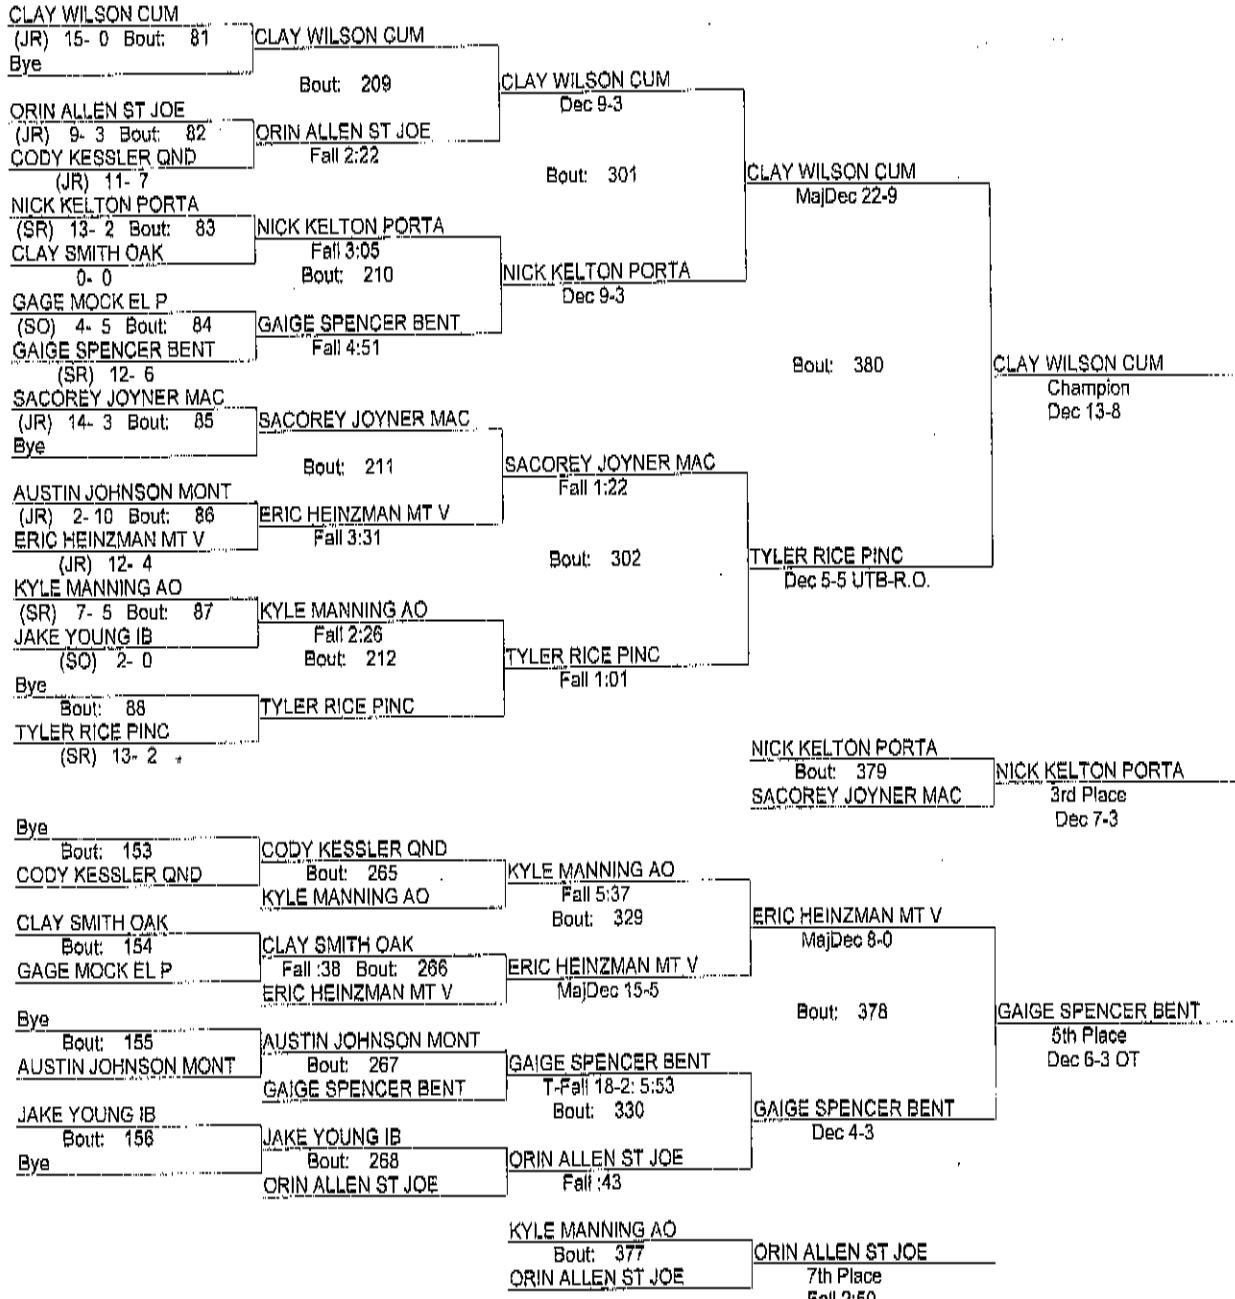 CLAY WILSON CUM
(JR) 15- 0 Bout: 81
Bye
CLAY WILSON CUM
Bout: 209
ORIN ALLEN ST JOE
(JR) 9- 3 Bout: 82
CODY KESSLER QND
(JR) 11- 7
ORIN ALLEN ST JOE
Fall 2:22
CLAY WILSON CUM
Dec 9-3
Bout: 301
NICK KELTON PORTA
(SR) 13- 2 Bout: 83
CLAY SMITH OAK
0- 0
NICK KELTON PORTA
Fall 3:05
Bout: 210
GAGE MOCK EL P
(SO) 4- 5 Bout: 84
GAIGE SPENCER BENT
(SR) 12- 6
GAIGE SPENCER BENT
Fall 4:51
NICK KELTON PORTA
Dec 9-3
CLAY WILSON CUM
MajDec 22-9
Bout: 380
CLAY WILSON CUM
Champion
Dec 13-8
SACOREY JOYNER MAC
(JR) 14- 3 Bout: 85
Bye
SACOREY JOYNER MAC
Bout: 211
AUSTIN JOHNSON MONT
(JR) 2- 10 Bout: 86
ERIC HEINZMAN MT V
(JR) 12- 4
ERIC HEINZMAN MT V
Fall 3:31
SACOREY JOYNER MAC
Fall 1:22
Bout: 302
KYLE MANNING AO
(SR) 7- 5 Bout: 87
JAKE YOUNG IB
(SO) 2- 0
KYLE MANNING AO
Fall 2:26
Bout: 212
Bye
Bout: 88
TYLER RICE PINC
(SR) 13- 2
TYLER RICE PINC
TYLER RICE PINC
Fall 1:01
TYLER RICE PINC
Dec 5-5 UTB-R.O.
NICK KELTON PORTA
Bout: 379
SACOREY JOYNER MAC
NICK KELTON PORTA
3rd Place
Dec 7-3
Bye
Bout: 153
CODY KESSLER QND
CODY KESSLER QND
Bout: 265
KYLE MANNING AO
KYLE MANNING AO
Fall 5:37
Bout: 329
CLAY SMITH OAK
Bout: 154
GAGE MOCK EL P
CLAY SMITH OAK
Fall :38 Bout: 266
ERIC HEINZMAN MT V
ERIC HEINZMAN MT V
MajDec 15-5
ERIC HEINZMAN MT V
MajDec 8-0
Bout: 378
Bye
Bout: 155
AUSTIN JOHNSON MONT
AUSTIN JOHNSON MONT
Bout: 267
GAIGE SPENCER BENT
GAIGE SPENCER BENT
T-Fall 18-2: 5:53
Bout: 330
JAKE YOUNG IB
Bout: 156
Bye
JAKE YOUNG IB
Bout: 268
ORIN ALLEN ST JOE
ORIN ALLEN ST JOE
Fall :43
GAIGE SPENCER BENT
Dec 4-3
GAIGE SPENCER BENT
5th Place
Dec 6-3 OT
KYLE MANNING AO
Bout: 377
ORIN ALLEN ST JOE
ORIN ALLEN ST JOE
7th Place
Fall 2:50